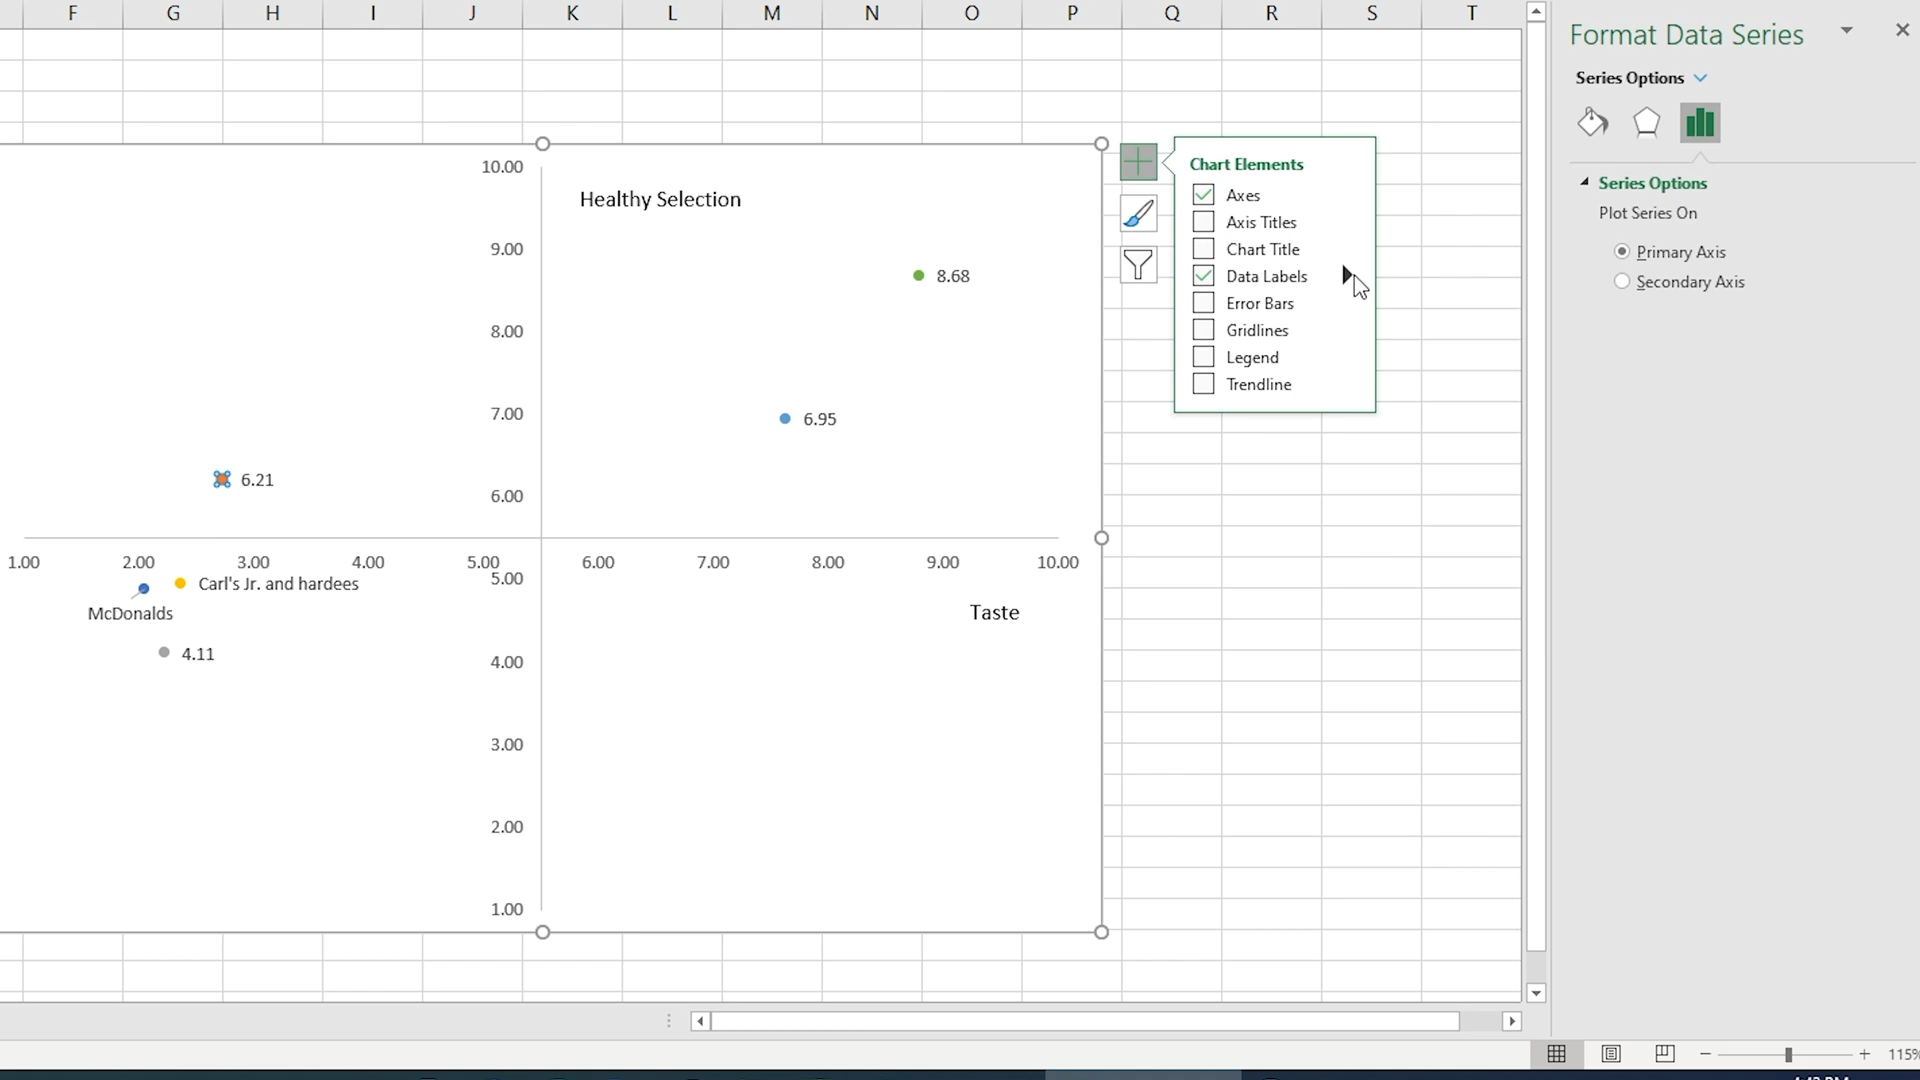 F G H I J K L M N O P Q R S T
Format Data Series
Series Options
Series Options
Plot Series On
Primary Axis
Secondary Axis
Chart Elements
Axes
Axis Titles
Chart Title
Data Labels
Error Bars
Gridlines
Legend
Trendline
10.00
Healthy Selection
9.00
8.68
8.00
7.00
6.95
6.21
6.00
1.00 2.00 3.00 4.00 5.00 6.00 7.00 8.00 9.00 10.00
5.00
Carl's Jr. and hardees
McDonalds
Taste
4.11
4.00
3.00
2.00
1.00
115%